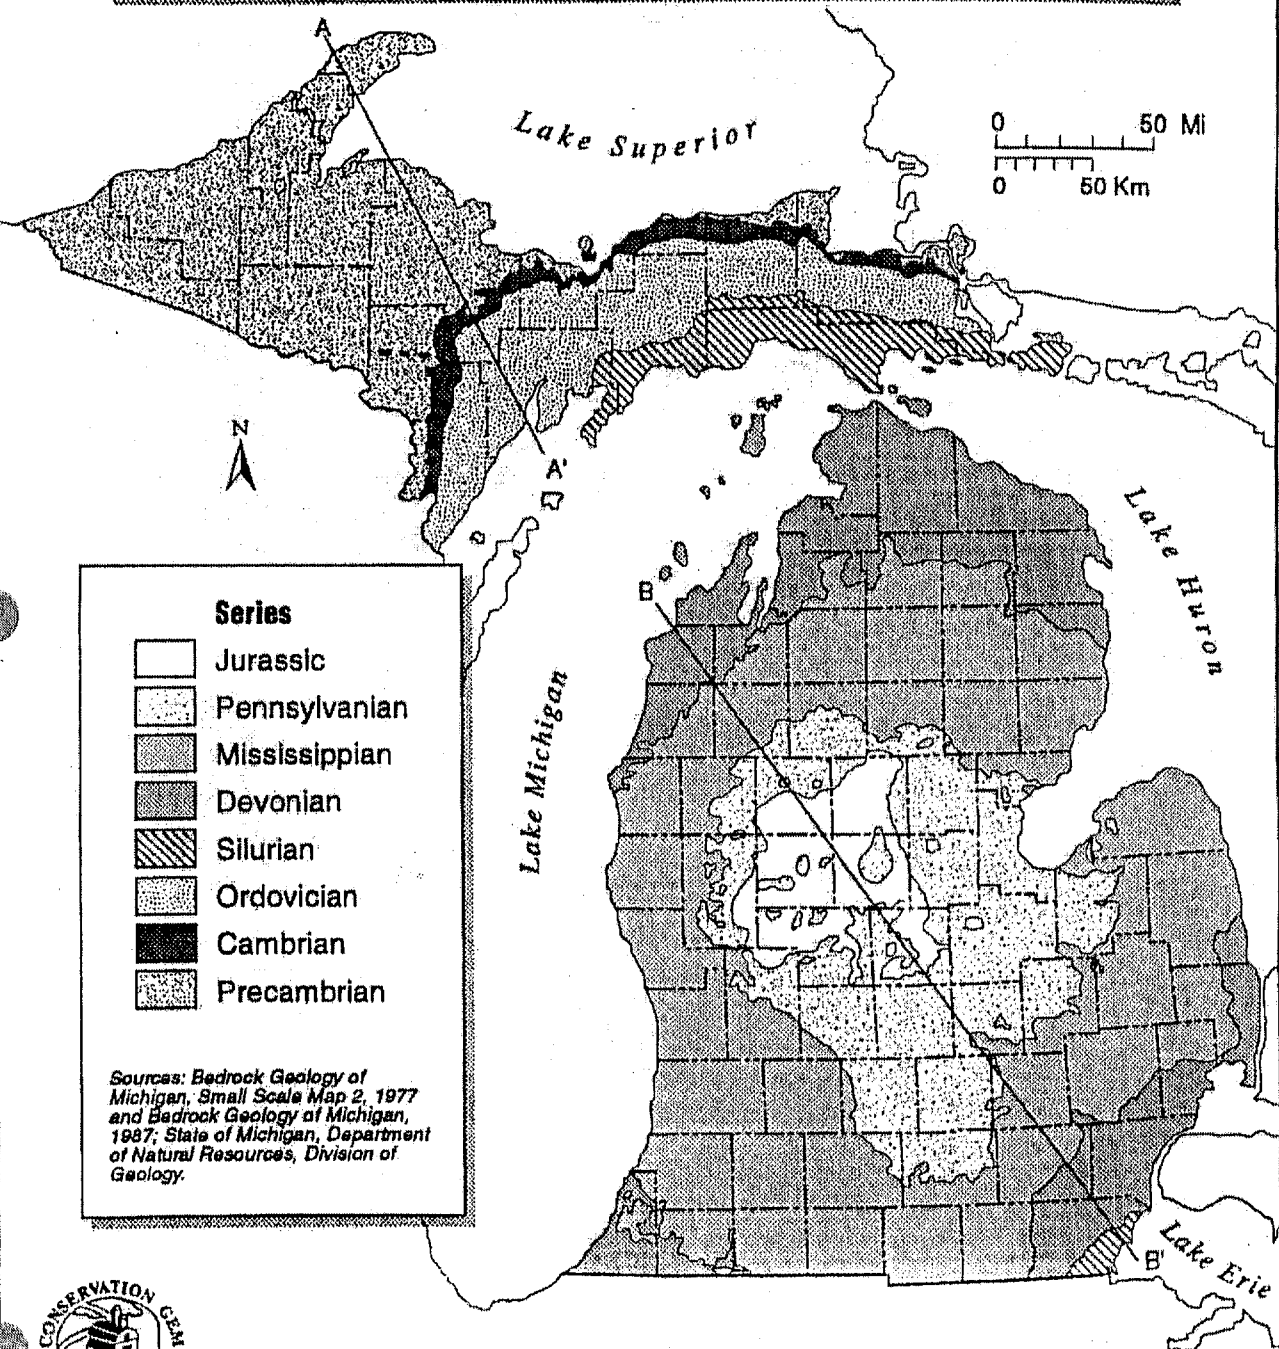 A
Lake Superior
0 50 Mi
0 50 Km
A'
N
Lake Huron
B
Lake Michigan
Series
Jurassic
Pennsylvanian
Mississippian
Devonian
Silurian
Ordovician
Cambrian
Precambrian
Sources: Bedrock Geology of
Michigan, Small Scale Map 2, 1977
and Bedrock Geology of Michigan,
1987; State of Michigan, Department
of Natural Resources, Division of
Geology.
B'
Lake Erie
CONSERVATION GEM